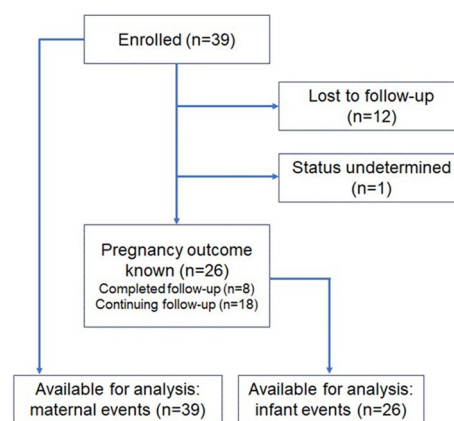 Enrolled (n=39)
Lost to follow-up
(n=12)
Status undetermined
(n=1)
Pregnancy outcome
known (n=26)
Completed follow-up (n=8)
Continuing follow-up (n=18)
Available for analysis:
maternal events (n=39)
Available for analysis:
infant events (n=26)